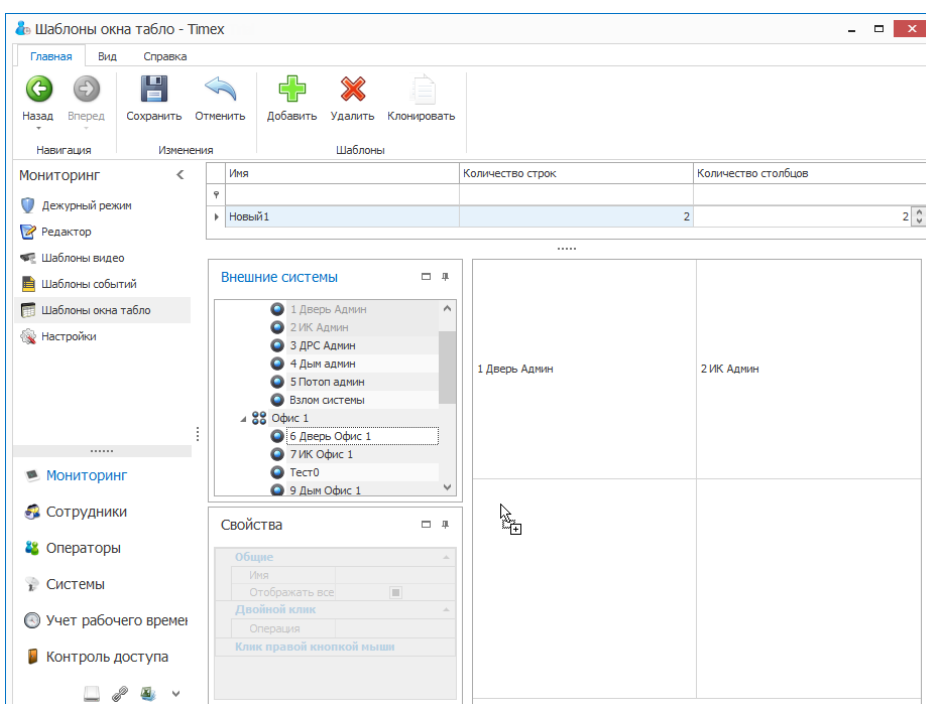 Шаблоны окна табло - Timex
Главная Вид Справка
Назад Вперед Сохранить Отменить Добавить Удалить Клонировать
Навигация Изменения Шаблоны
Мониторинг
Дежурный режим
Редактор
Шаблоны видео
Шаблоны событий
Шаблоны окна табло
Настройки
Мониторинг
Сотрудники
Операторы
Системы
Учет рабочего времен
Контроль доступа
Имя Количество строк Количество столбцов
Новый1 2 2
Внешние системы
1 Дверь Админ
2 ИК Админ
3 ДРС Админ
4 Дым админ
5 Потоп админ
Взлом системы
Офис 1
6 Дверь Офис 1
7 ИК Офис 1
Тест0
9 Дым Офис 1
Свойства
Общие
Имя
Отображать все
Двойной клик
Операция
Клик правой кнопкой мыши
1 Дверь Админ 2 ИК Админ